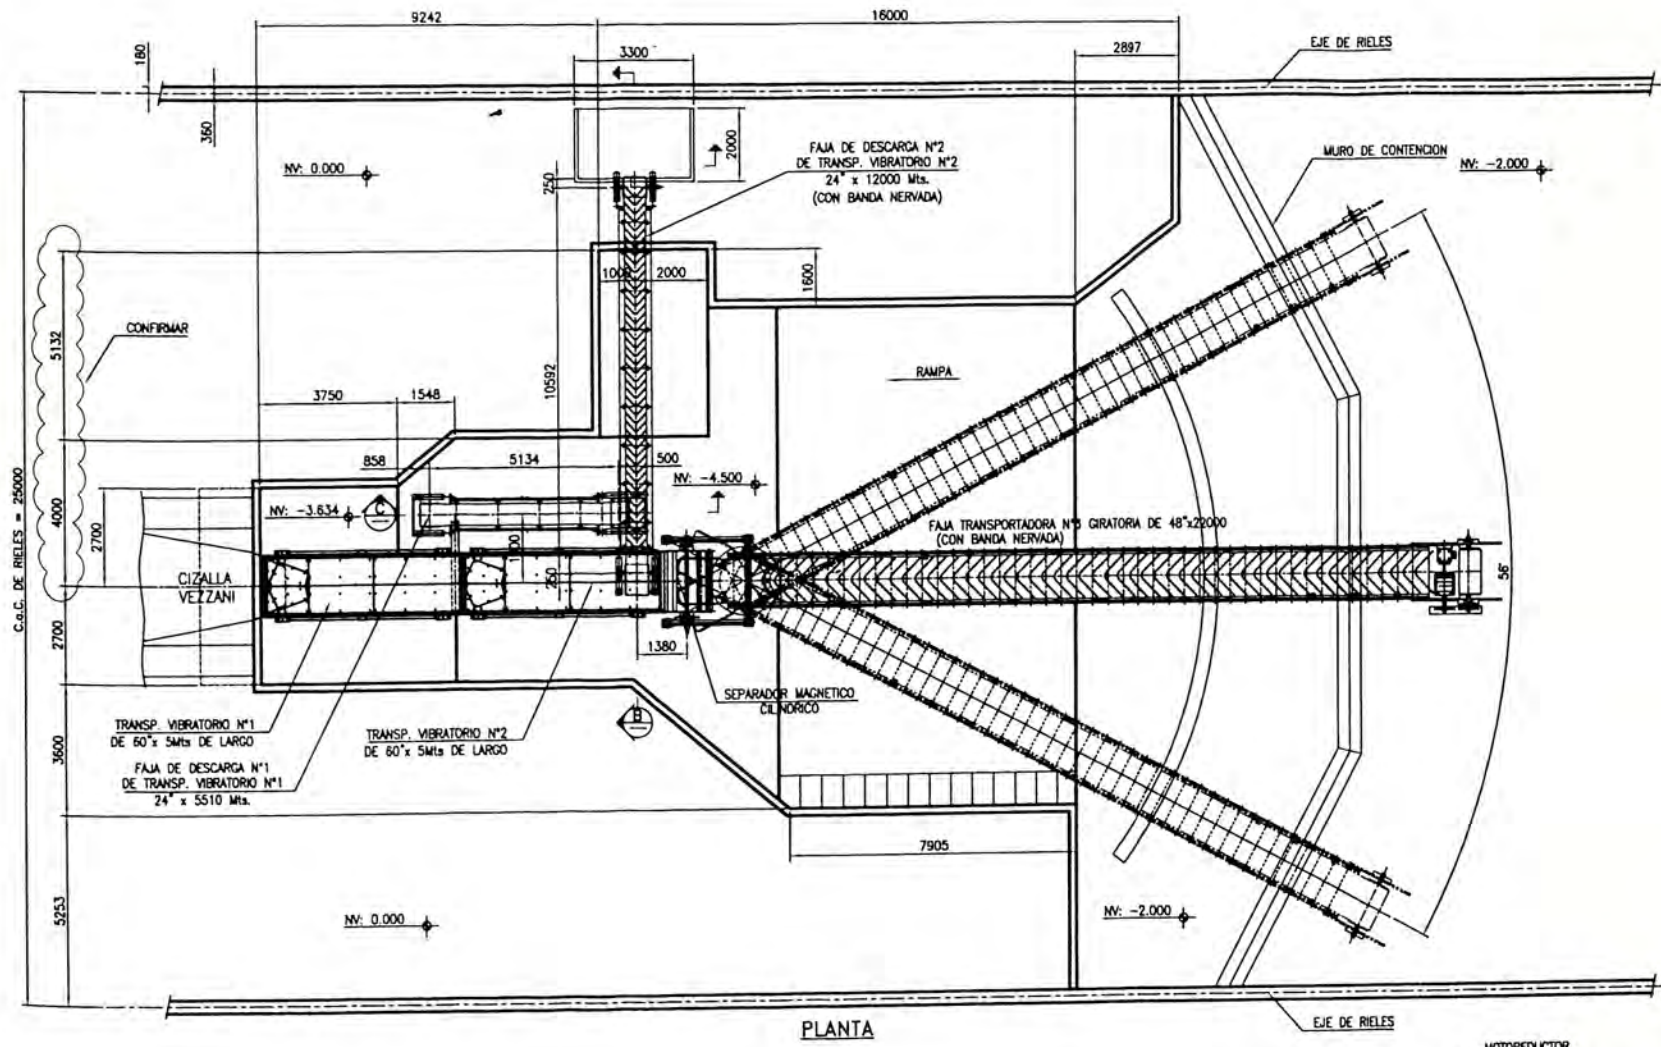 9242
16000
3300
2897
EJE DE RIELES
180
360
2000
FAJA DE DESCARGA N°2
DE TRANSP. VIBRATORIO N°2
24" x 12000 Mts.
(CON BANDA NERVADA)
MURO DE CONTENCION
NV: -2.000
NV: 0.000
250
1000
2000
1600
CONFIRMAR
5132
10592
RAMPA
3750
1548
858
5134
500
NV: -4.500
NV: -3.634
C
C.a.C. DE RIELES = 25000
4000
2700
FAJA TRANSPORTADORA N°3 GIRATORIA DE 48"x22000
(CON BANDA NERVADA)
CIZALLA
VEZZANI
250
56°
2700
1380
SEPARADOR MAGNETICO
CILINDRICO
B
TRANSP. VIBRATORIO N°1
DE 60"x 5Mts DE LARGO
TRANSP. VIBRATORIO N°2
DE 60"x 5Mts DE LARGO
3600
FAJA DE DESCARGA N°1
DE TRANSP. VIBRATORIO N°1
24" x 5510 Mts.
7905
5253
NV: 0.000
NV: -2.000
PLANTA
EJE DE RIELES